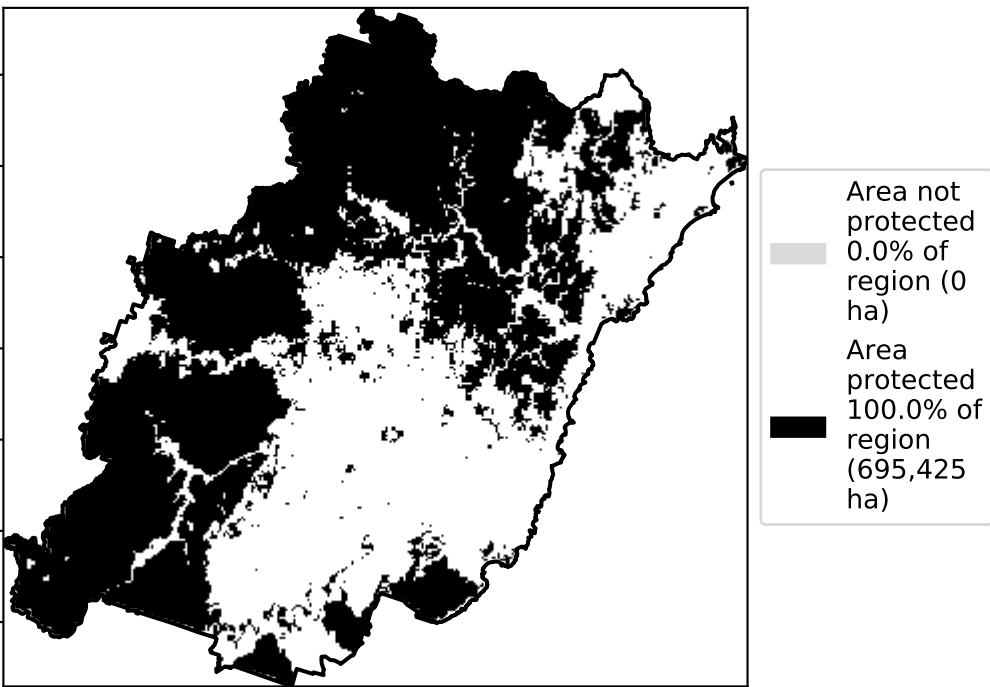 Area not
protected
0.0% of
region (0
ha)
Area
protected
100.0% of
region
(695,425
ha)